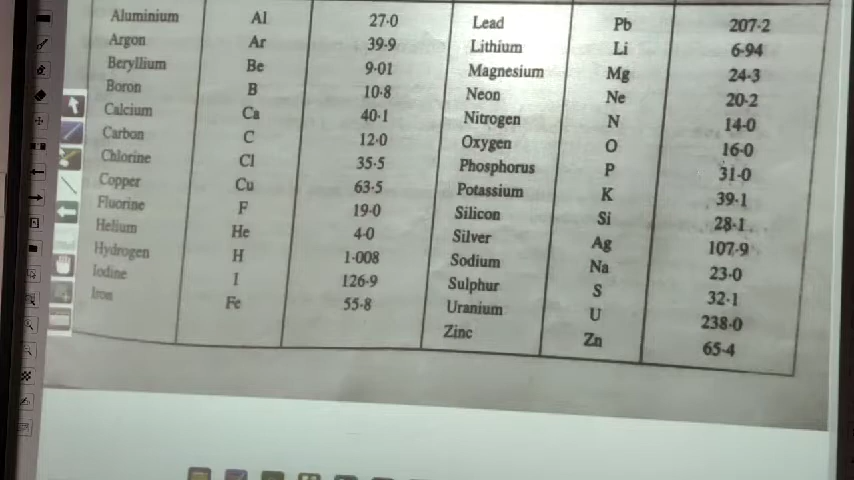 Aluminium Al 27·0 Lead Pb 207·2
Argon Ar 39·9 Lithium Li 6·94
Beryllium Be 9·01 Magnesium Mg 24·3
Boron B 10·8 Neon Ne 20·2
Calcium Ca 40·1 Nitrogen N 14·0
Carbon C 12·0 Oxygen O 16·0
Chlorine Cl 35·5 Phosphorus P 31·0
Copper Cu 63·5 Potassium K 39·1
Fluorine F 19·0 Silicon Si 28·1
Helium He 4·0 Silver Ag 107·9
Hydrogen H 1·008 Sodium Na 23·0
Iodine I 126·9 Sulphur S 32·1
Iron Fe 55·8 Uranium U 238·0
Zinc Zn 65·4